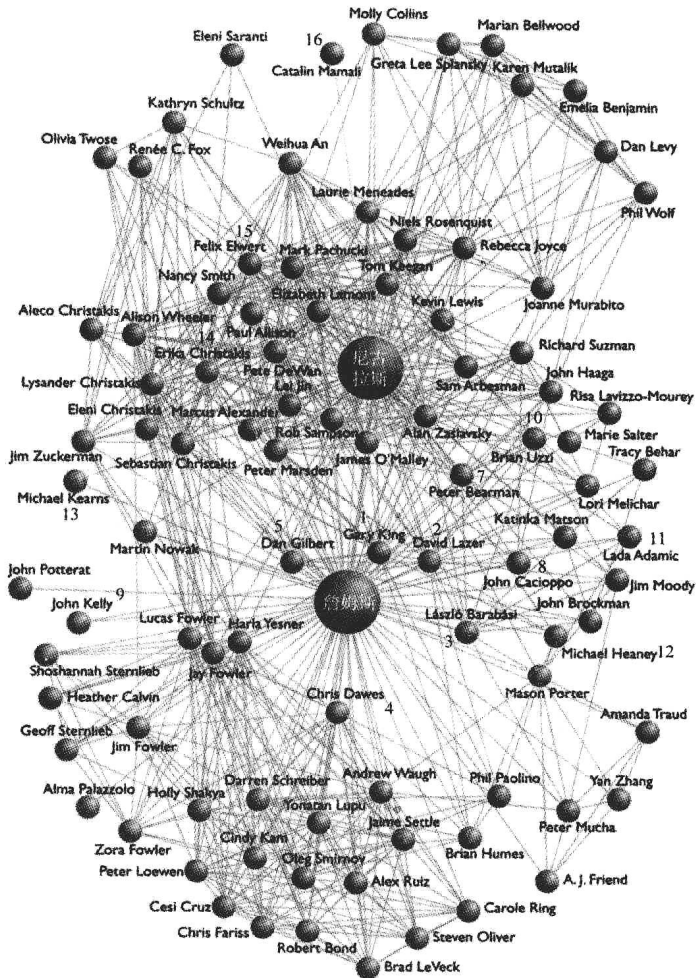 Molly Collins
Marian Bellwood
Eleni Saranti
16
Greta Lee Splansky
Catalin Mamali
Karen Mutalik
Emelia Benjamin
Kathryn Schultz
Olivia Twose
Weihua An
Dan Levy
Renée C. Fox
Laurie Meneades
Phil Wolf
15
Niels Rosenquist
Felix Elwert
Mark Pachucki
Rebecca Joyce
Tom Keegan
Nancy Smith
Elizabeth Lamont
Kevin Lewis
Joanne Murabito
Aleco Christakis
Alison Wheeler
Paul Allison
14
Erika Christakis
尼古
拉斯
Richard Suzman
Pete DeWan
Sam Arbesman
John Haaga
Lysander Christakis
Lei Jin
Risa Lavizzo-Mourey
Eleni Christakis
Marcus Alexander
10
Rob Sampson
Alan Zaslavsky
Marie Salter
Jim Zuckerman
Sebastian Christakis
James O'Malley
Brian Uzzi
Tracy Behar
Peter Marsden
7
Peter Bearman
Lori Melichar
Michael Kearns
13
1
Katinka Matson
5
Gary King
2
11
Martin Nowak
Dan Gilbert
David Lazer
Lada Adamic
8
John Potterat
9
John Cacioppo
Jim Moody
John Kelly
詹姆斯
John Brockman
Lucas Fowler
Harla Yesner
László Barabási
3
Michael Heaney
12
Shoshannah Sternlieb
Jay Fowler
Heather Calvin
Chris Dawes
Mason Porter
4
Amanda Traud
Geoff Sternlieb
Jim Fowler
Alma Palazzolo
Holly Shakya
Darren Schreiber
Andrew Waugh
Phil Paolino
Yan Zhang
Yonatan Lupu
Zora Fowler
Cindy Kam
Jaime Settle
Peter Mucha
Oleg Smirnov
Brian Humes
Peter Loewen
Alex Ruiz
A. J. Friend
Cesi Cruz
Carole Ring
Chris Fariss
Robert Bond
Steven Oliver
Brad LeVeck